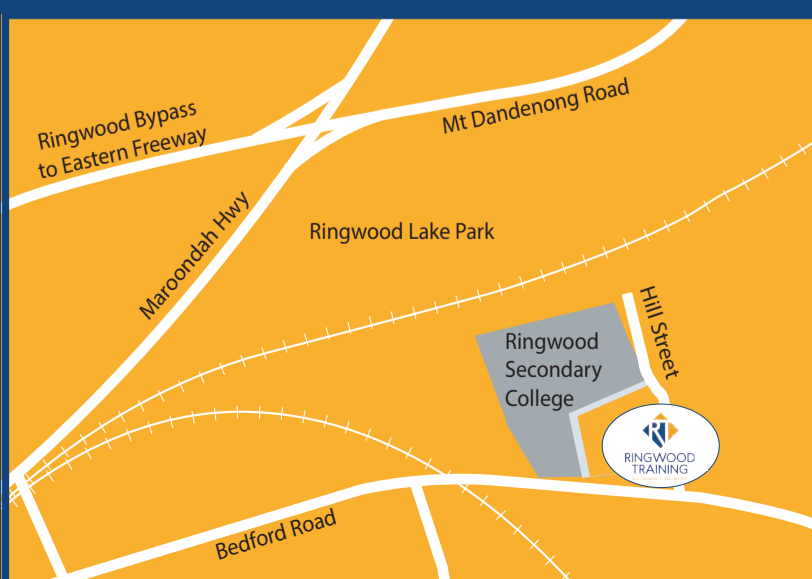 Ringwood Bypass
to Eastern Freeway
Mt Dandenong Road
Maroondah Hwy
Ringwood Lake Park
Hill Street
Ringwood
Secondary
College
RT
RINGWOOD
TRAINING
Bedford Road